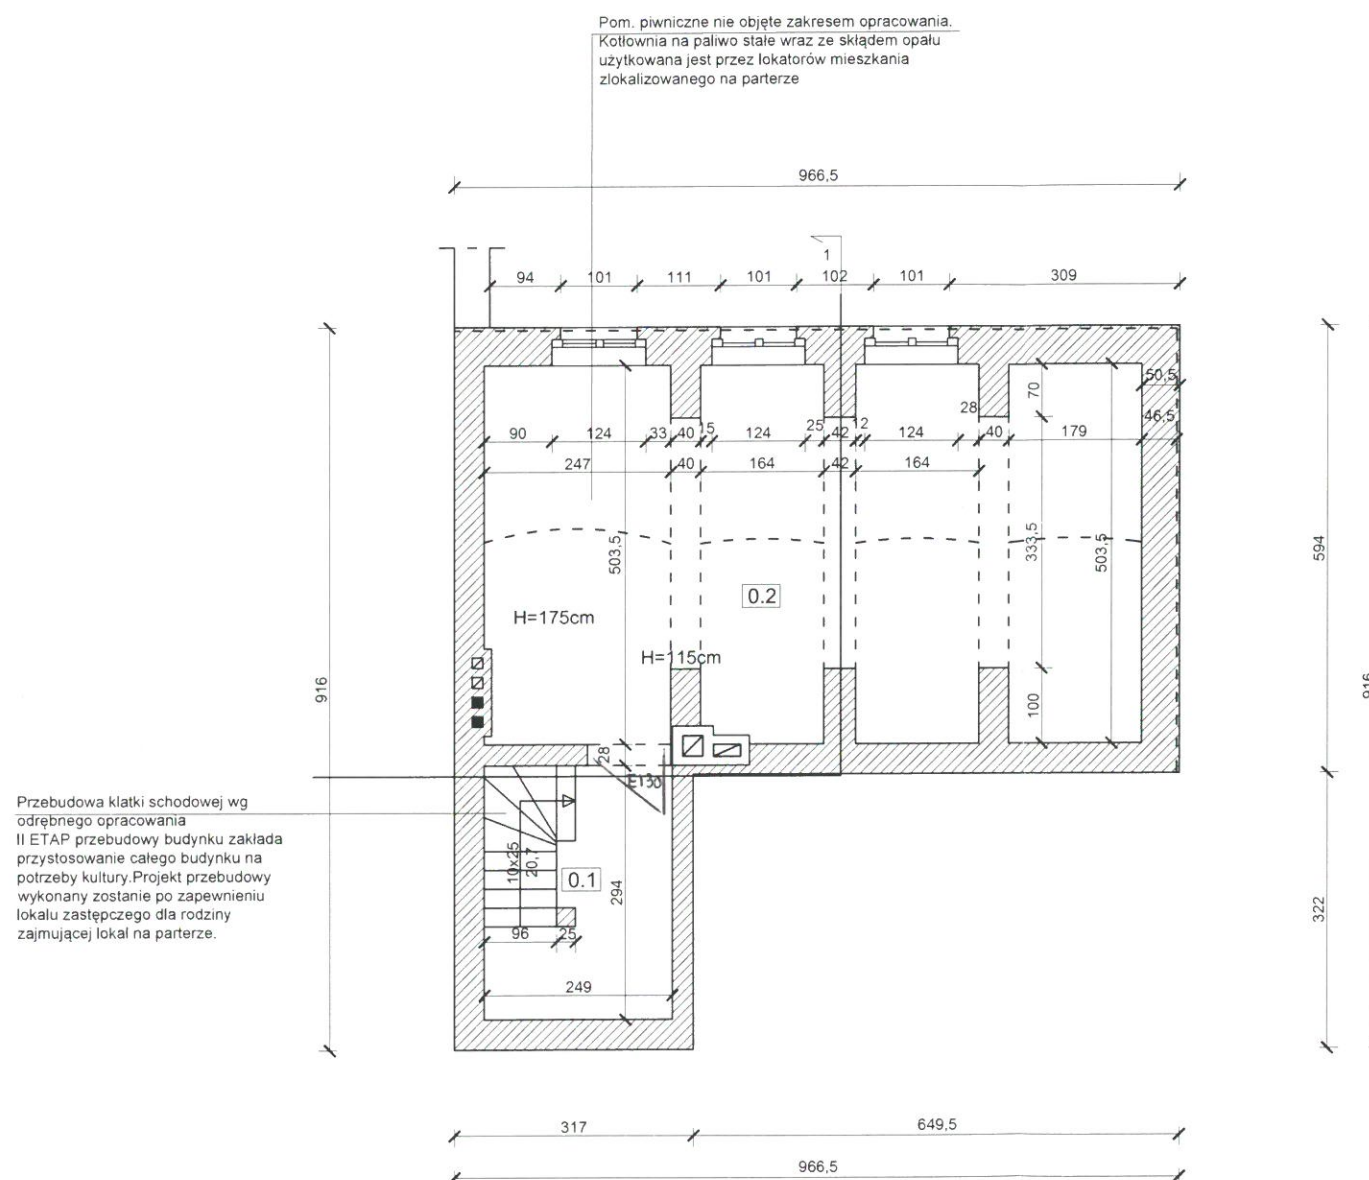 Pom. piwniczne nie objęte zakresem opracowania.
Kotłownia na paliwo stałe wraz ze składem opału
użytkowana jest przez lokatorów mieszkania
zlokalizowanego na parterze
966,5
1
94 101 111 101 102 101 309
50,5
70
28
46,5
90 124 33 40 15 124 25 42 12 124 40 179
247 40 164 42 164
503,5
333,5
503,5
594
0.2
H=175cm
H=115cm
916
916
100
28
EI30
Przebudowa klatki schodowej wg
odrębnego opracowania
II ETAP przebudowy budynku zakłada
przystosowanie całego budynku na
potrzeby kultury.Projekt przebudowy
wykonany zostanie po zapewnieniu
lokalu zastępczego dla rodziny
zajmującej lokal na parterze.
10x25
20,7
0.1
294
322
96 25
249
317 649,5
966,5